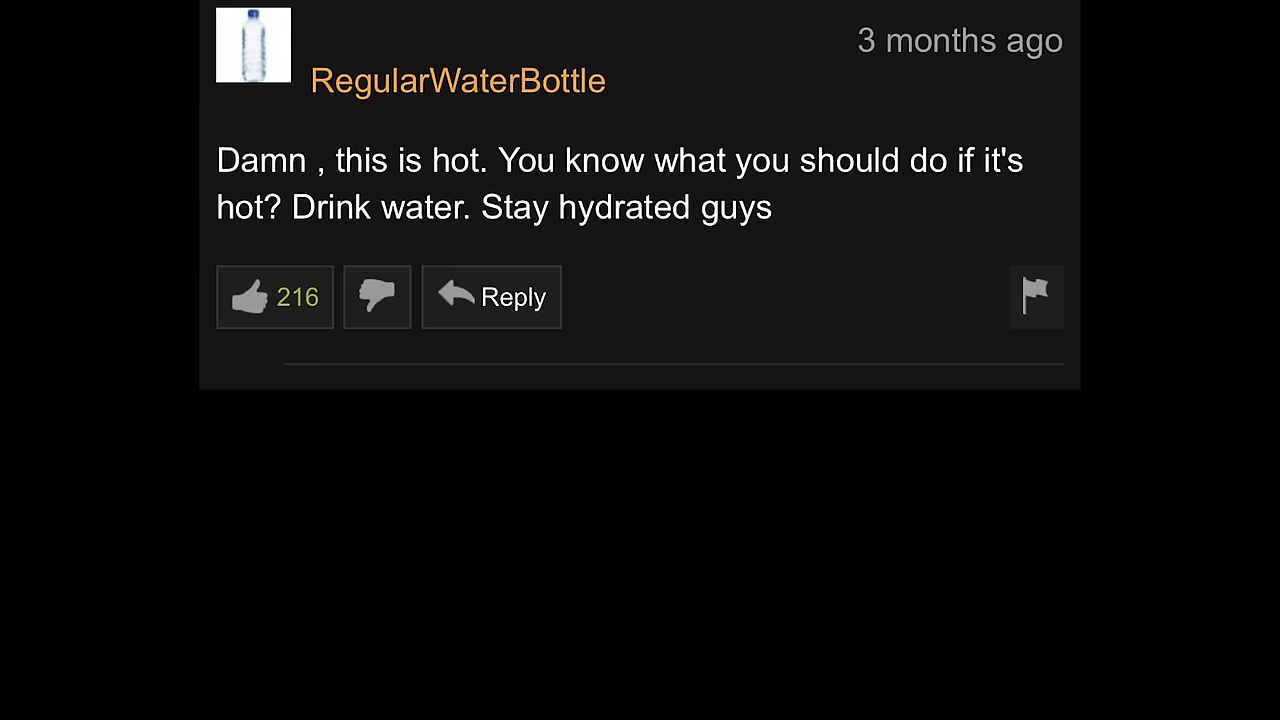 3 months ago
RegularWaterBottle
Damn , this is hot. You know what you should do if it's
hot? Drink water. Stay hydrated guys
216 Reply